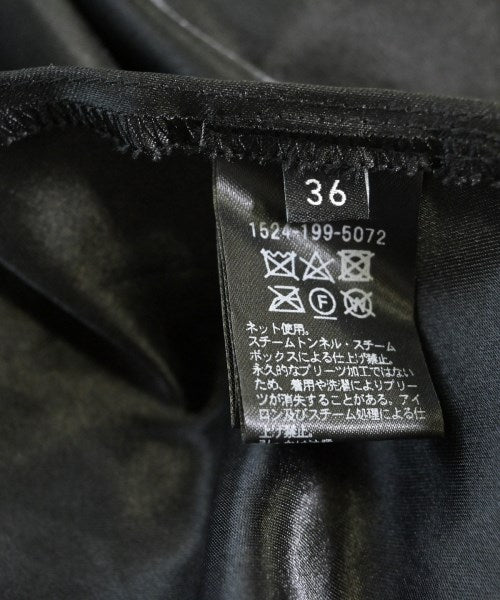 36
1524-199-5072
F W
ネット使用。
スチームトンネル・スチーム
ボックスによる仕上げ禁止。
永久的なプリーツ加工ではない
ため、着用や洗濯によりプリー
ツが消失することがある。アイ
ロン及びスチーム処理による仕
上げ禁止。